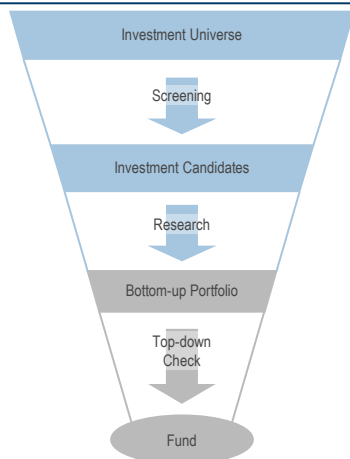 Investment Universe
Screening
Investment Candidates
Research
Bottom-up Portfolio
Top-down
Check
Fund